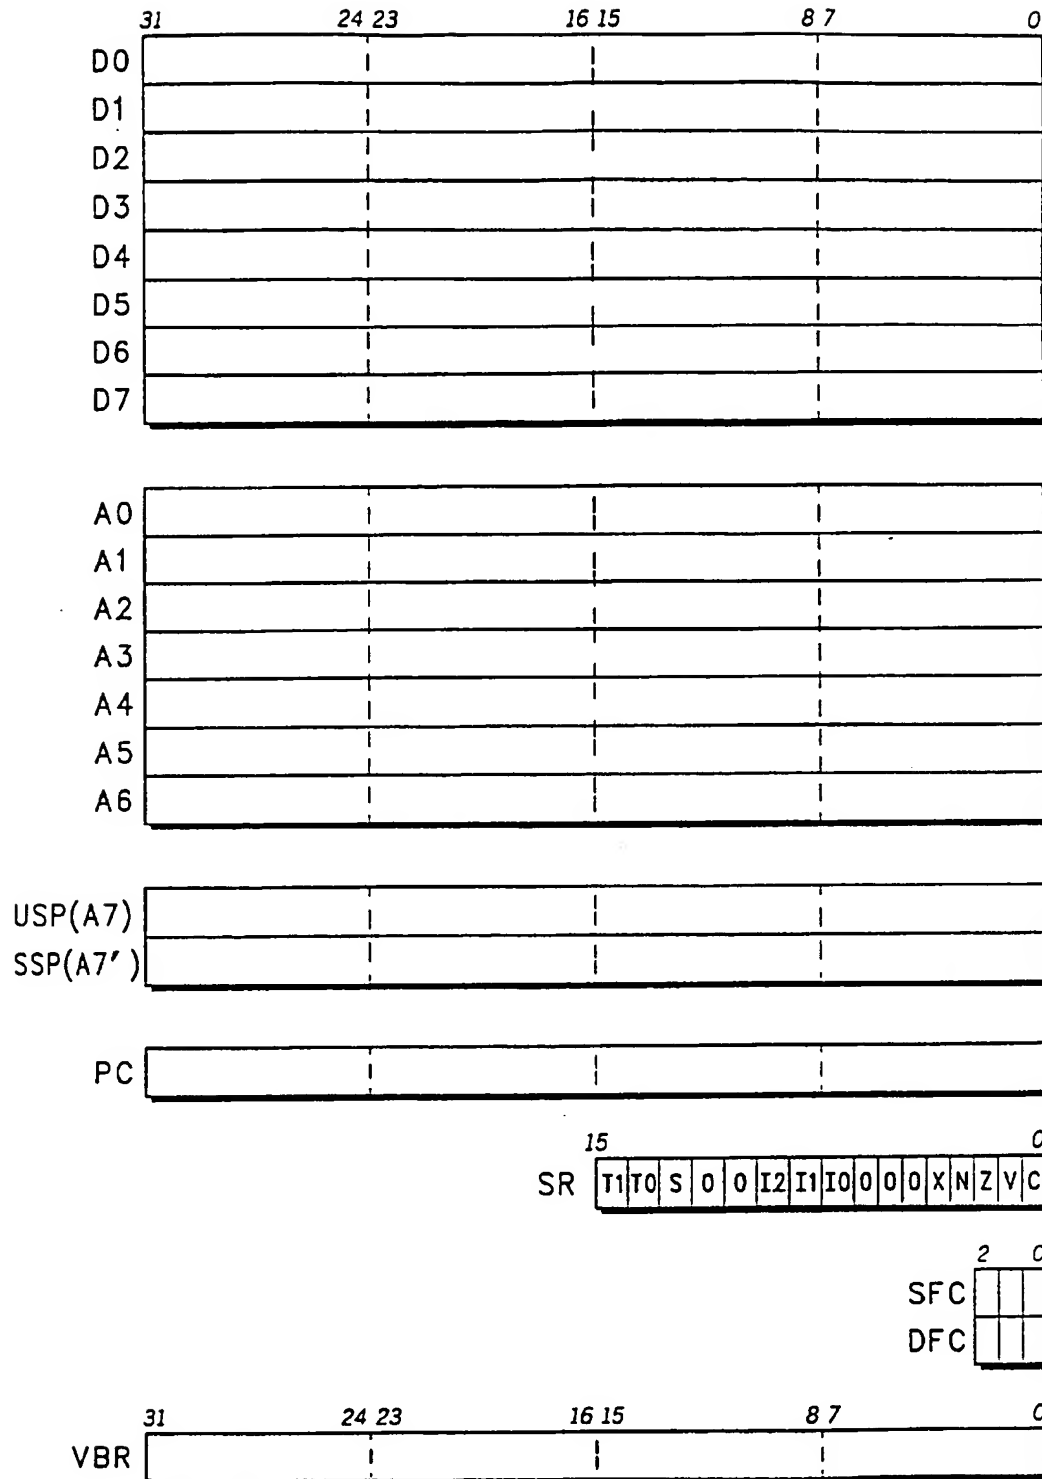 31 24 23 16 15 8 7 0
D0
D1
D2
D3
D4
D5
D6
D7
A0
A1
A2
A3
A4
A5
A6
USP(A7)
SSP(A7′)
PC
15 0
SR T1 T0 S 0 0 I2 I1 I0 0 0 0 X N Z V C
2 0
SFC
DFC
31 24 23 16 15 8 7 0
VBR